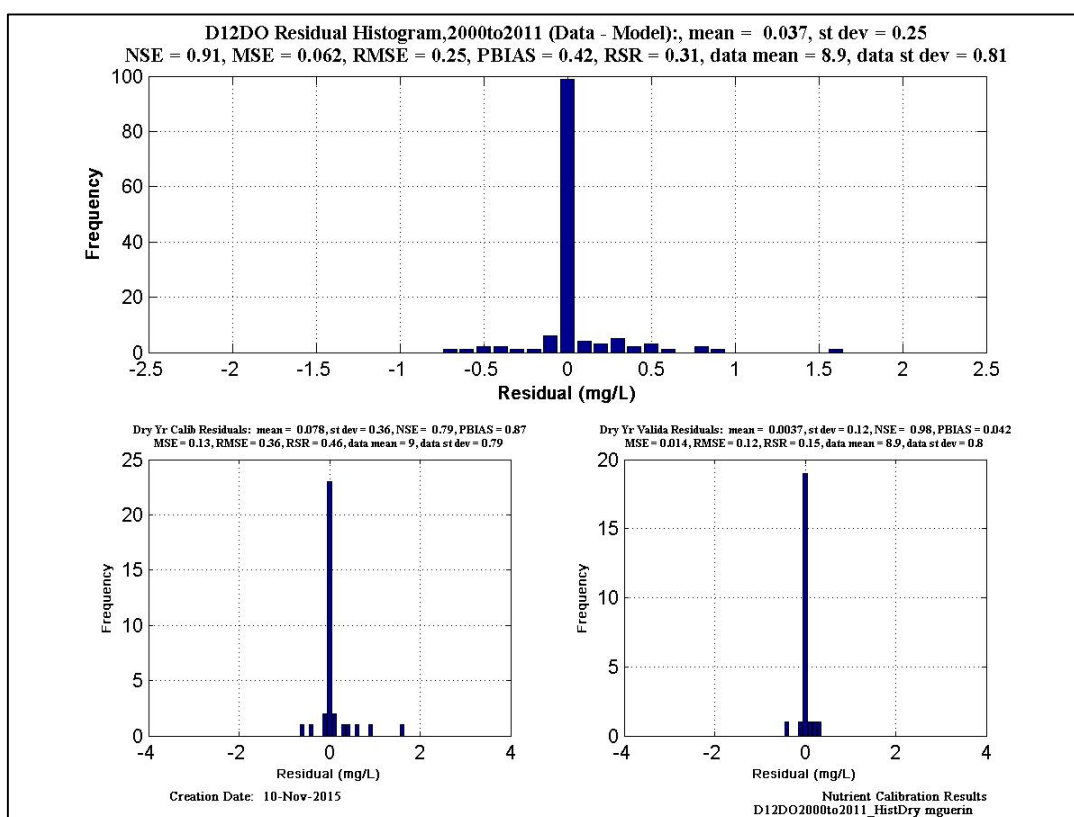 D12DO Residual Histogram,2000to2011 (Data - Model):, mean = 0.037, st dev = 0.25
NSE = 0.91, MSE = 0.062, RMSE = 0.25, PBIAS = 0.42, RSR = 0.31, data mean = 8.9, data st dev = 0.81
100
80
60
40
20
0
Frequency
-2.5 -2 -1.5 -1 -0.5 0 0.5 1 1.5 2 2.5
Residual (mg/L)
Dry Yr Calib Residuals: mean = 0.078, st dev = 0.36, NSE = 0.79, PBIAS = 0.87
MSE = 0.13, RMSE = 0.36, RSR = 0.46, data mean = 9, data st dev = 0.79
25
20
15
10
5
0
Frequency
-4 -2 0 2 4
Residual (mg/L)
Dry Yr Valida Residuals: mean = 0.0037, st dev = 0.12, NSE = 0.98, PBIAS = 0.042
MSE = 0.014, RMSE = 0.12, RSR = 0.15, data mean = 8.9, data st dev = 0.8
20
15
10
5
0
Frequency
-4 -2 0 2 4
Residual (mg/L)
Creation Date: 10-Nov-2015
Nutrient Calibration Results
D12DO2000to2011_HistDry mguerin